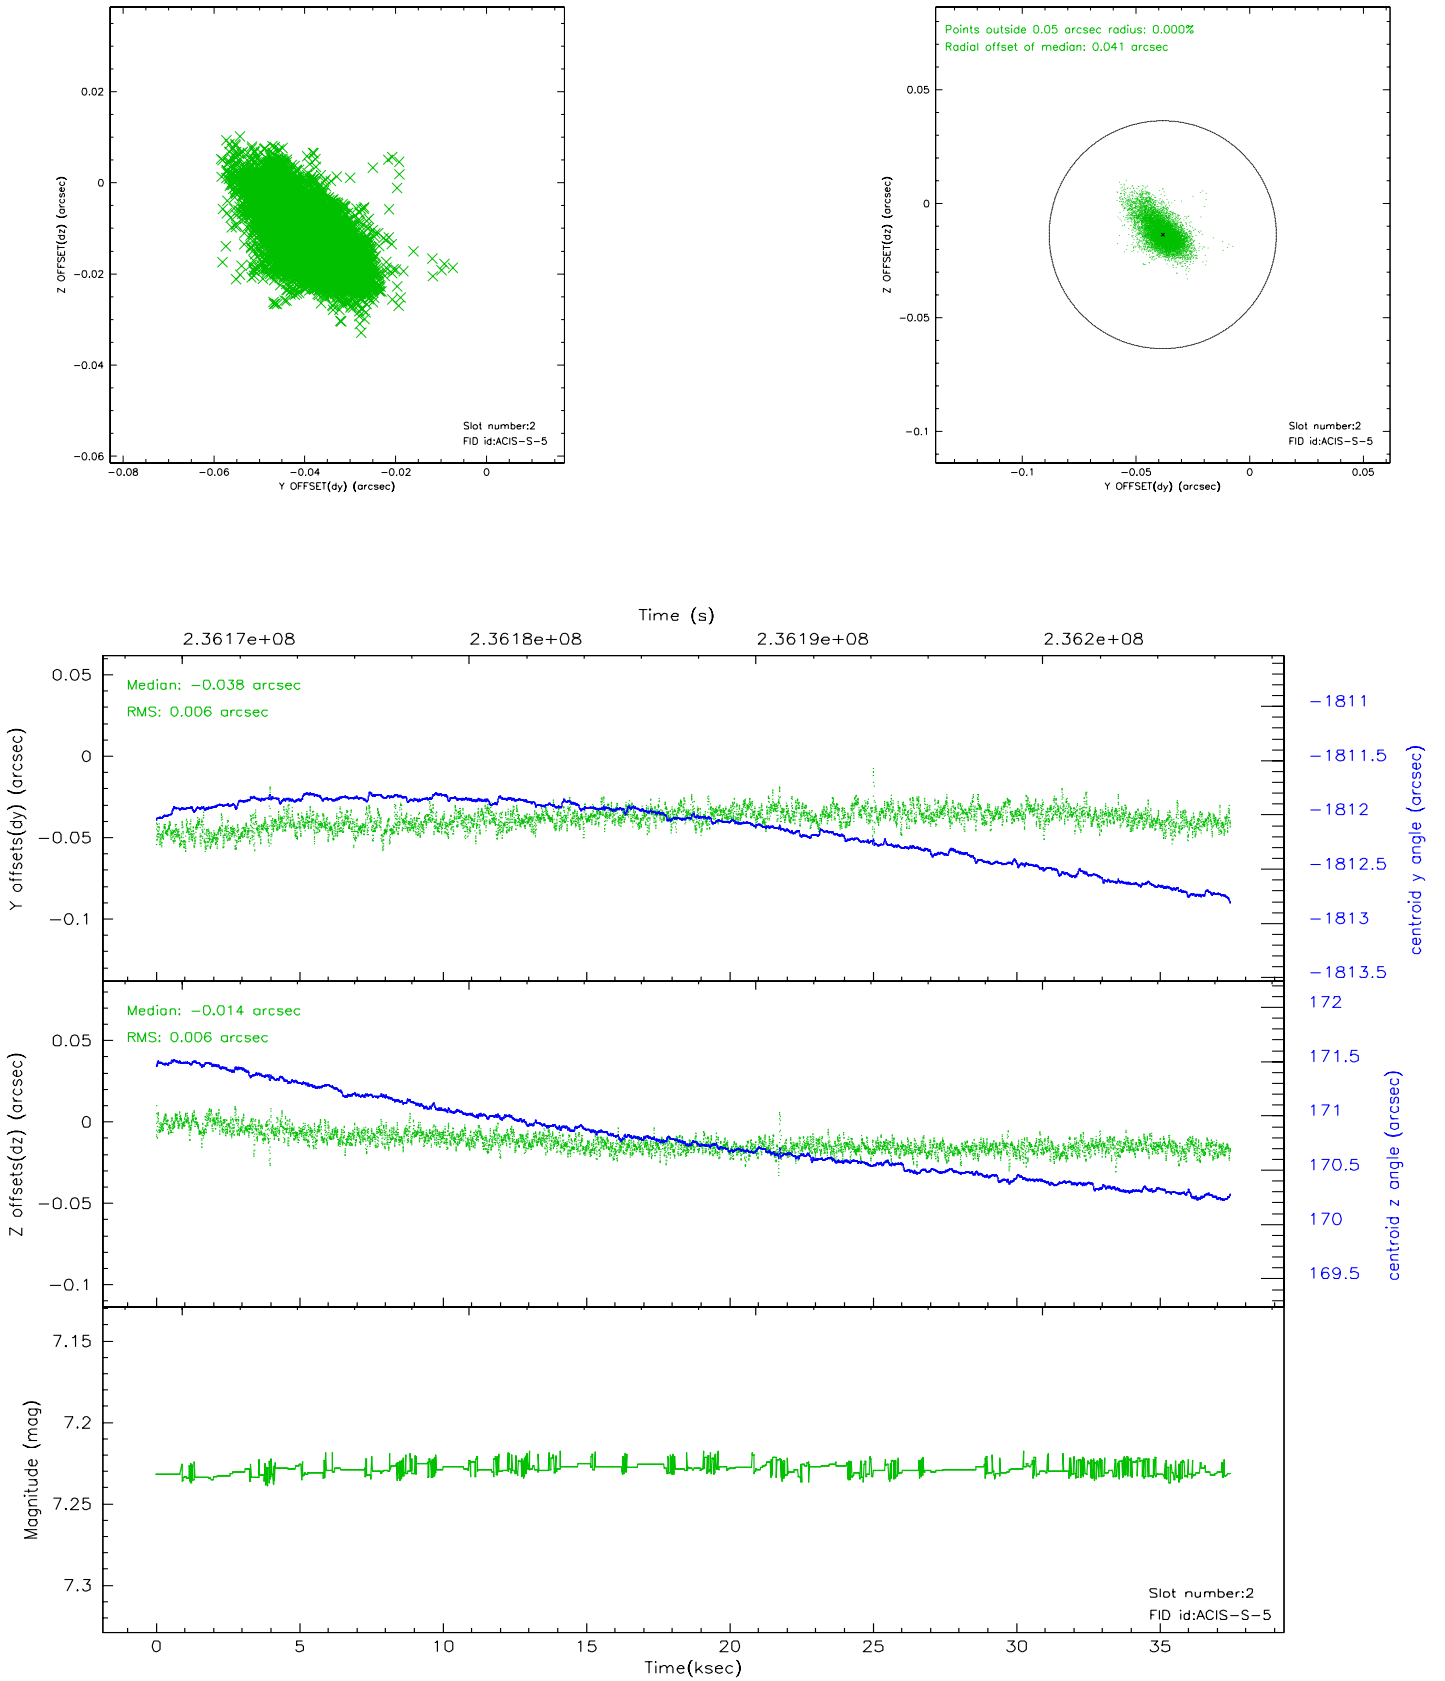 0.02
0
−0.02
−0.04
−0.06
Z OFFSET(dz) (arcsec)
Slot number:2
FID id:ACIS−S−5
−0.08 −0.06 −0.04 −0.02 0
Y OFFSET(dy) (arcsec)
Points outside 0.05 arcsec radius: 0.000%
Radial offset of median: 0.041 arcsec
0.05
0
−0.05
−0.1
Z OFFSET(dz) (arcsec)
Slot number:2
FID id:ACIS−S−5
−0.1 −0.05 0 0.05
Y OFFSET(dy) (arcsec)
Time (s)
2.3617e+08 2.3618e+08 2.3619e+08 2.362e+08
Median: −0.038 arcsec
RMS: 0.006 arcsec
0.05
0
−0.05
−0.1
Y offsets(dy) (arcsec)
−1811
−1811.5
−1812
−1812.5
−1813
−1813.5
centroid y angle (arcsec)
Median: −0.014 arcsec
RMS: 0.006 arcsec
0.05
0
−0.05
−0.1
Z offsets(dz) (arcsec)
172
171.5
171
170.5
170
169.5
centroid z angle (arcsec)
7.15
7.2
7.25
7.3
Magnitude (mag)
Slot number:2
FID id:ACIS−S−5
0 5 10 15 20 25 30 35
Time(ksec)